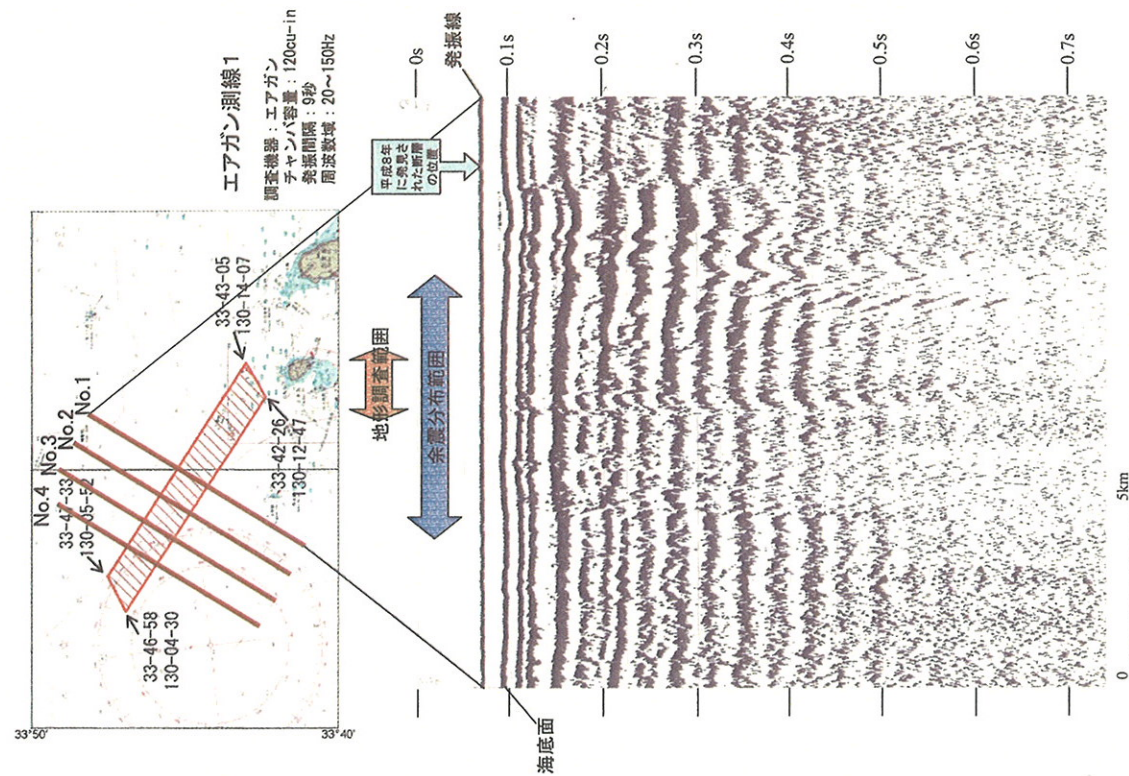 エアガン測線1
調査機器：エアガン
チャンバ容量：120cu-in
発振間隔：9秒
周波数域：20～150Hz
No.4
No.3
No.2
No.1
130-05-52
33-43-05
130-14-07
33-46-58
130-04-30
33-42-26
130-12-47
33°50'
33°40'
地形調査範囲
余震分布範囲
平成8年
に発見さ
れた断層
の位置
発振線
海底面
0s
0.1s
0.2s
0.3s
0.4s
0.5s
0.6s
0.7s
0
5km